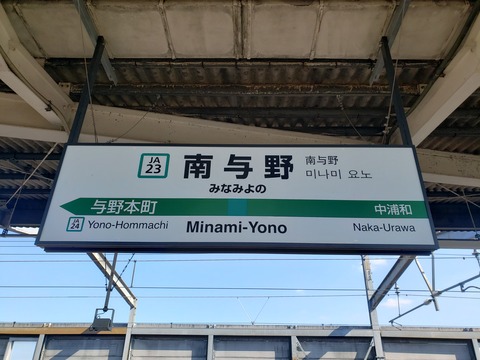 JA
23
南与野
南与野
미나미 요노
みなみよの
与野本町
中浦和
JA
24
Yono-Hommachi
Minami-Yono
Naka-Urawa